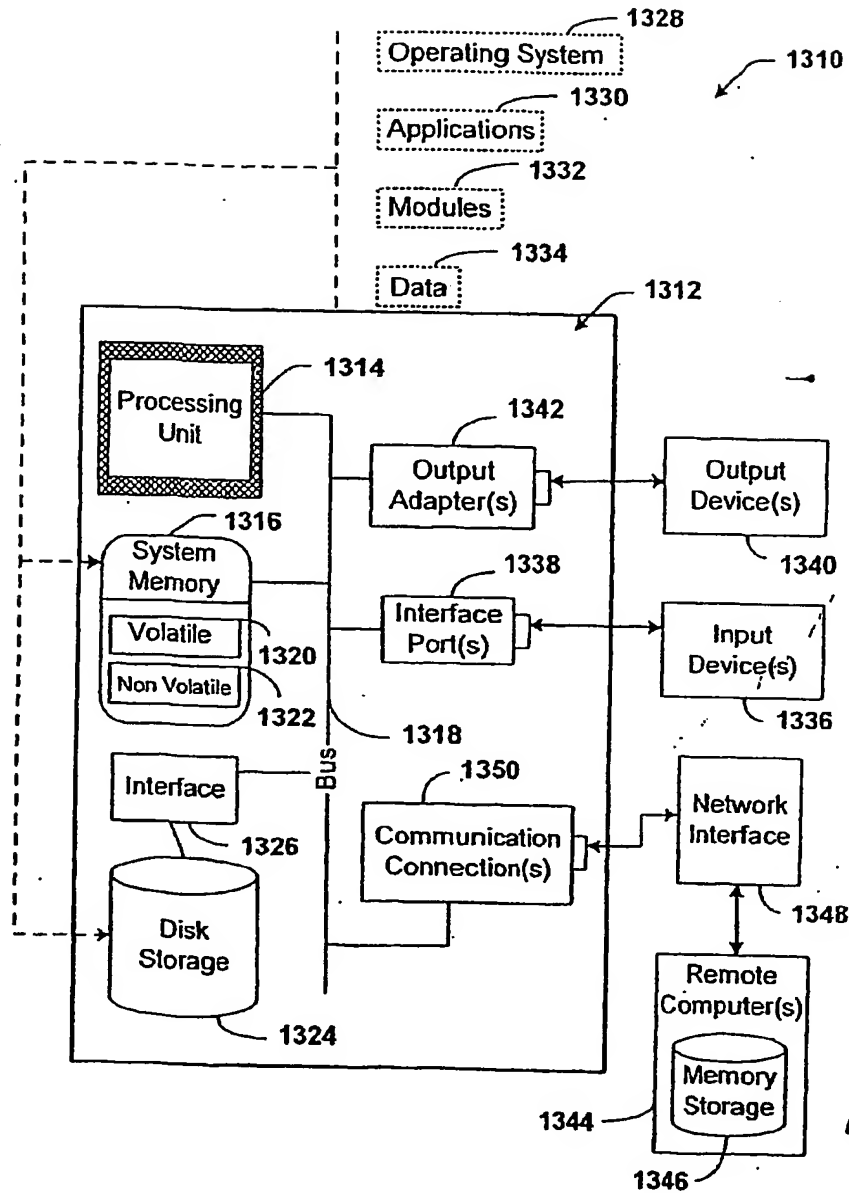 1328
Operating System
1310
1330
Applications
1332
Modules
1334
Data
1312
1314
Processing
Unit
1342
Output
Adapter(s)
Output
Device(s)
1340
1316
System
Memory
Volatile
1320
Non Volatile
1322
1338
Interface
Port(s)
Input
Device(s)
1336
1318
Bus
Interface
1326
1350
Communication
Connection(s)
Network
Interface
1348
Disk
Storage
1324
Remote
Computer(s)
Memory
Storage
1344
1346